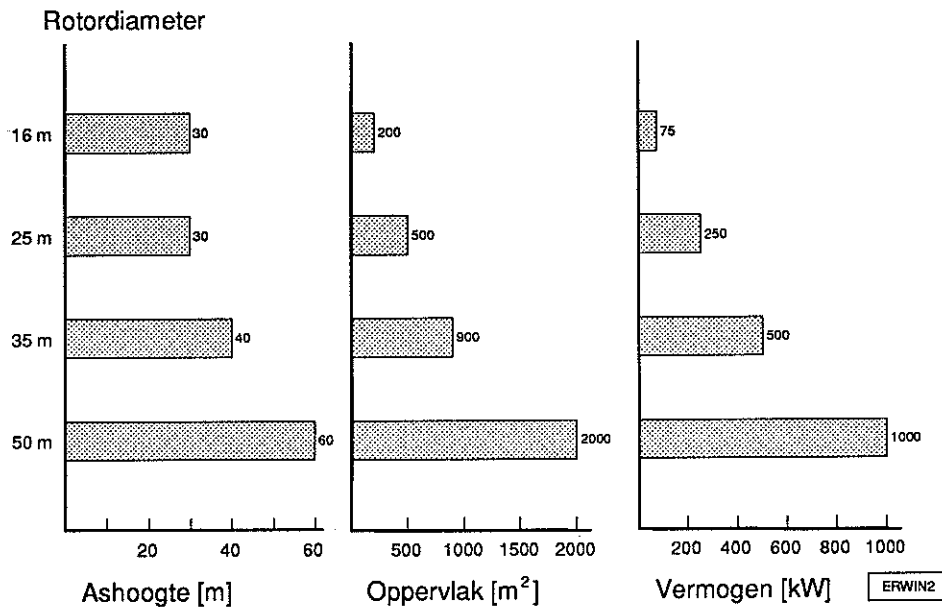 Rotordiameter
16 m 30 200 75
25 m 30 500 250
35 m 40 900 500
50 m 60 2000 1000
20 40 60 500 1000 1500 2000 200 400 600 800 1000
Ashoogte [m] Oppervlak [m²] Vermogen [kW] ERWIN2